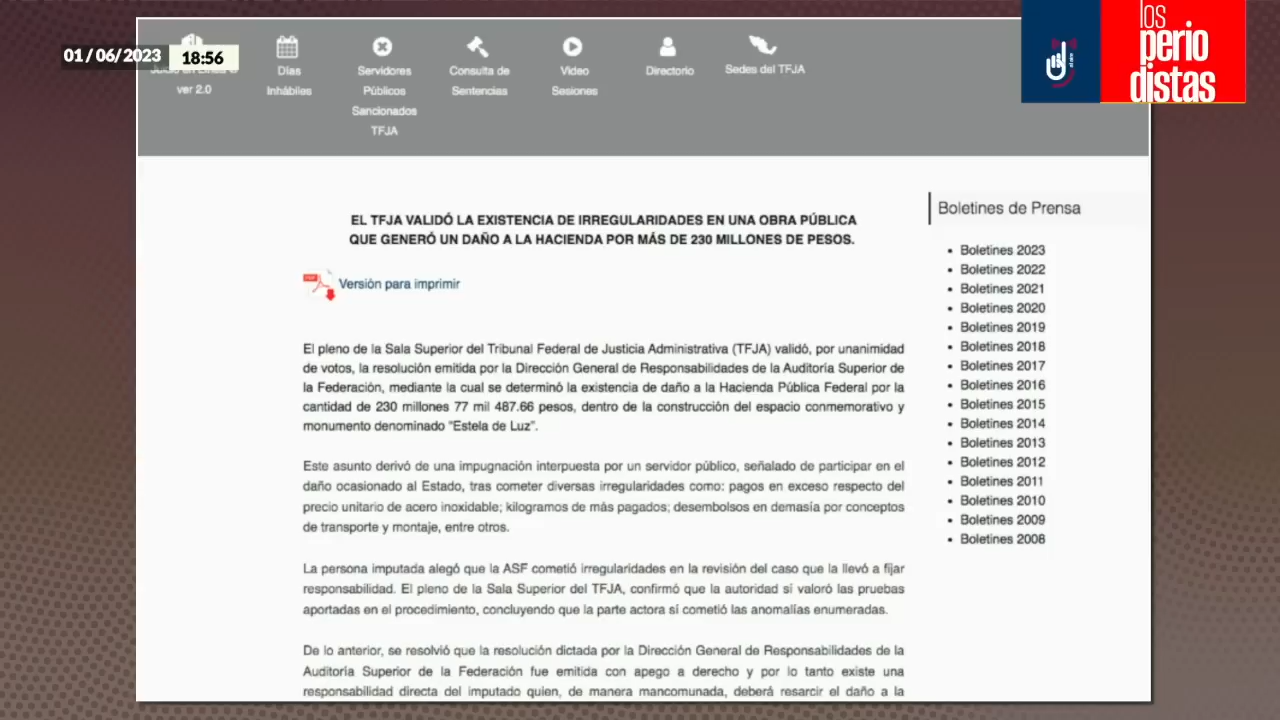 01/06/2023
18:56
los
perio
distas
ver 2.0
Días
Inhábiles
Servidores
Públicos
Sancionados
TFJA
Consulta de
Sentencias
Video
Sesiones
Directorio
Sedes del TFJA
EL TFJA VALIDÓ LA EXISTENCIA DE IRREGULARIDADES EN UNA OBRA PÚBLICA
QUE GENERÓ UN DAÑO A LA HACIENDA POR MÁS DE 230 MILLONES DE PESOS.
Versión para imprimir
El pleno de la Sala Superior del Tribunal Federal de Justicia Administrativa (TFJA) validó, por unanimidad
de votos, la resolución emitida por la Dirección General de Responsabilidades de la Auditoría Superior de
la Federación, mediante la cual se determinó la existencia de daño a la Hacienda Pública Federal por la
cantidad de 230 millones 77 mil 487.66 pesos, dentro de la construcción del espacio conmemorativo y
monumento denominado “Estela de Luz”.
Este asunto derivó de una impugnación interpuesta por un servidor público, señalado de participar en el
daño ocasionado al Estado, tras cometer diversas irregularidades como: pagos en exceso respecto del
precio unitario de acero inoxidable; kilogramos de más pagados; desembolsos en demasía por conceptos
de transporte y montaje, entre otros.
La persona imputada alegó que la ASF cometió irregularidades en la revisión del caso que la llevó a fijar
responsabilidad. El pleno de la Sala Superior del TFJA, confirmó que la autoridad sí valoró las pruebas
aportadas en el procedimiento, concluyendo que la parte actora sí cometió las anomalías enumeradas.
De lo anterior, se resolvió que la resolución dictada por la Dirección General de Responsabilidades de la
Auditoría Superior de la Federación fue emitida con apego a derecho y por lo tanto existe una
responsabilidad directa del imputado quien, de manera mancomunada, deberá resarcir el daño a la
Boletines de Prensa
Boletines 2023
Boletines 2022
Boletines 2021
Boletines 2020
Boletines 2019
Boletines 2018
Boletines 2017
Boletines 2016
Boletines 2015
Boletines 2014
Boletines 2013
Boletines 2012
Boletines 2011
Boletines 2010
Boletines 2009
Boletines 2008